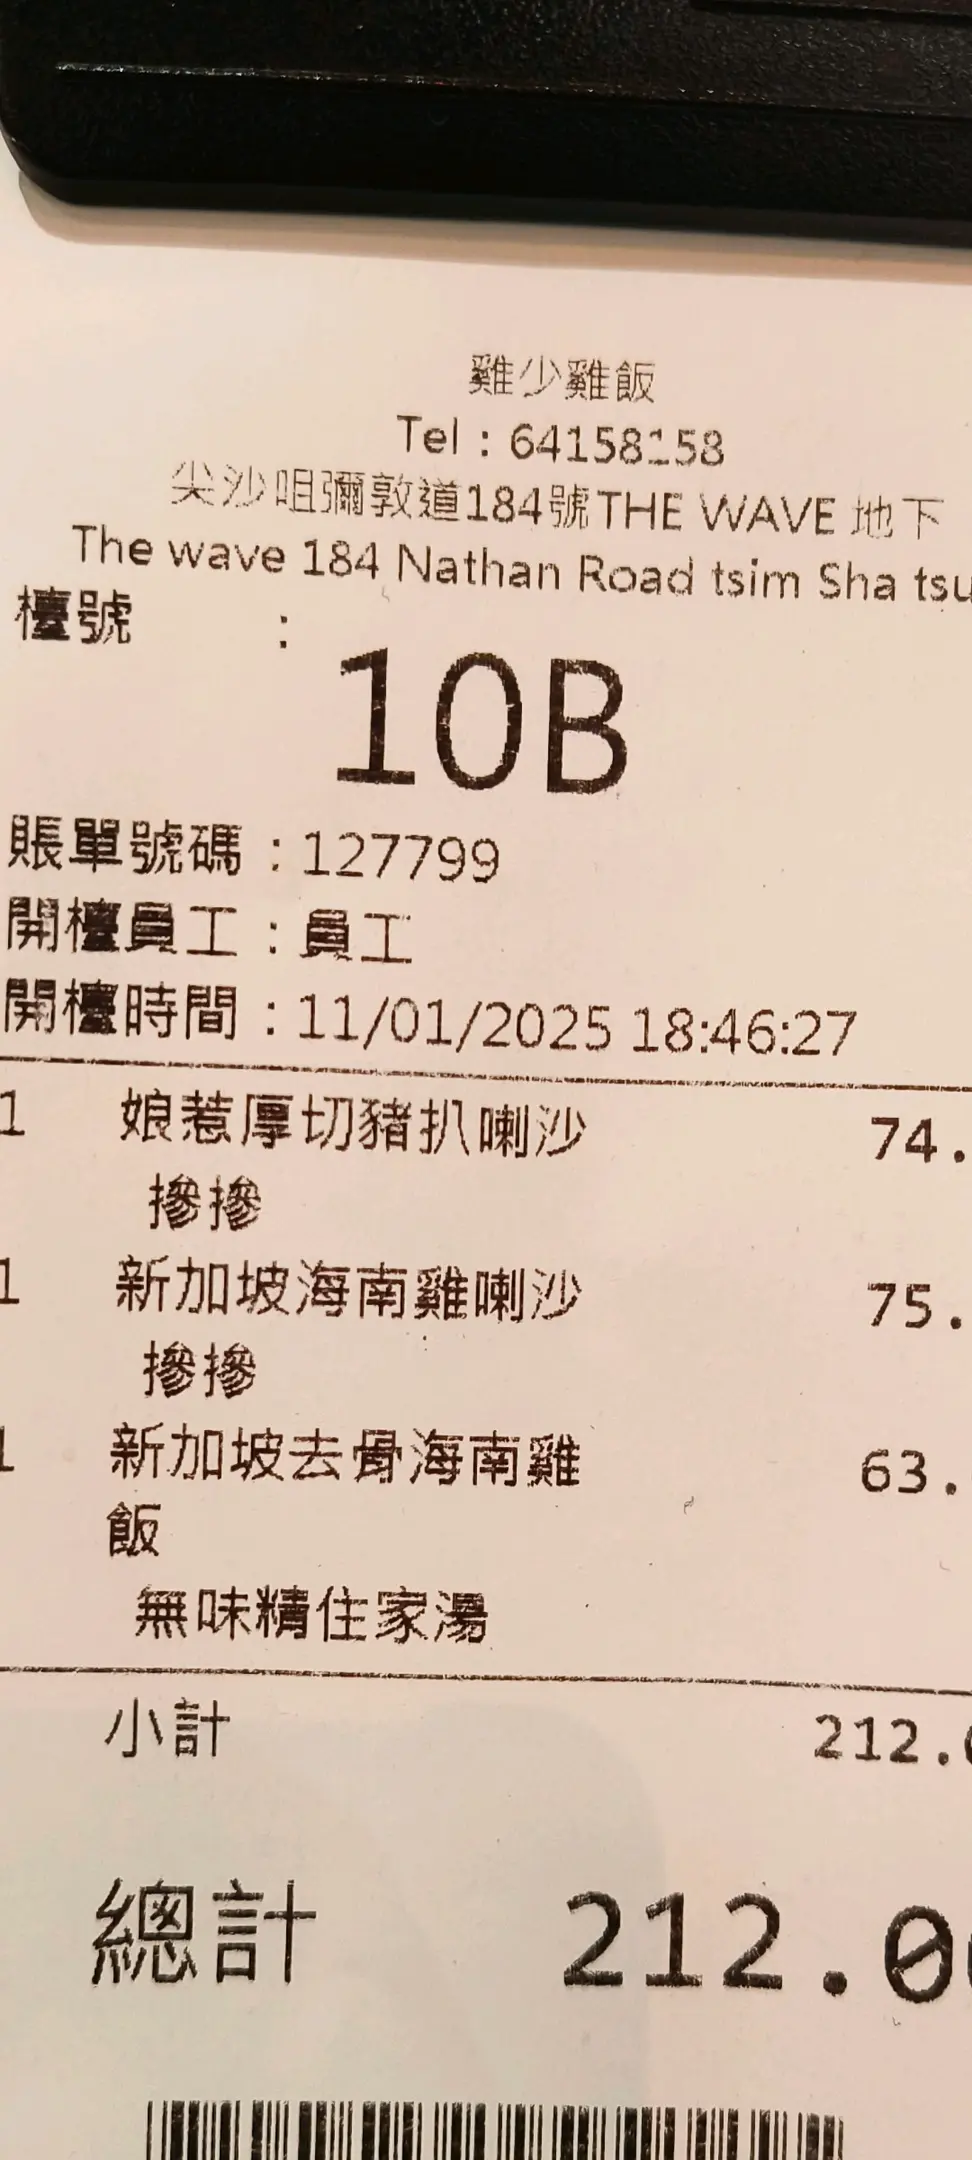 雞少雞飯
Tel : 64158158
尖沙咀彌敦道184號THE WAVE 地下
The wave 184 Nathan Road tsim Sha tsu
檯號 :
10B
賬單號碼 : 127799
開檯員工 : 員工
開檯時間 : 11/01/2025 18:46:27
1 娘惹厚切豬扒喇沙 74.
摻摻
1 新加坡海南雞喇沙 75.
摻摻
1 新加坡去骨海南雞 63.
飯
無味精住家湯
小計 212.0
總計 212.00